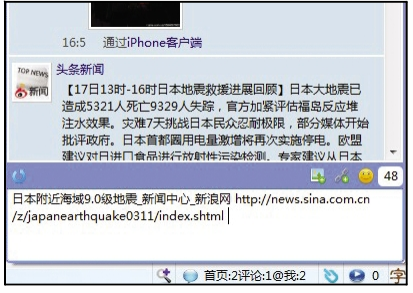 16:5 通过iPhone客户端
TOP NEWS
新闻
头条新闻
【17日13时-16时日本地震救援进展回顾】日本大地震已
造成5321人死亡9329人失踪，官方加紧评估福岛反应堆
注水效果。灾难7天挑战日本民众忍耐极限，部分媒体开始
批评政府。日本首都圈用电量激增将再次实施停电。欧盟
建议对日进口食品进行放射性污染检测。专家建议从日本
48
日本附近海域9.0级地震_新闻中心_新浪网 http://news.sina.com.cn
/z/japanearthquake0311/index.shtml
首页:2评论:1@我:2
0 字